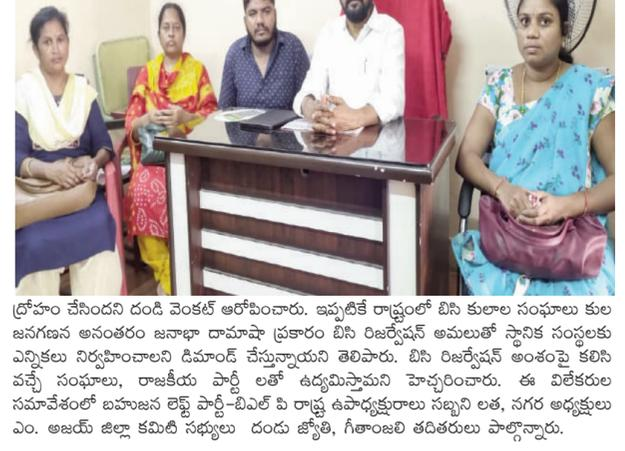 ద్రోహం చేసిందని దండి వెంకట్ ఆరోపించారు. ఇప్పటికే రాష్ట్రంలో బిసి కులాల సంఘాలు కుల
జనగణన అనంతరం జనాభా దామాషా ప్రకారం బిసి రిజర్వేషన్ అమలుతో స్థానిక సంస్థలకు
ఎన్నికలు నిర్వహించాలని డిమాండ్ చేస్తున్నాయని తెలిపారు. బిసి రిజర్వేషన్ అంశంపై కలిసి
వచ్చే సంఘాలు, రాజకీయ పార్టీ లతో ఉద్యమిస్తామని హెచ్చరించారు. ఈ విలేకరుల
సమావేశంలో బహుజన లెఫ్ట్ పార్టీ-బిఎల్ పి రాష్ట్ర ఉపాధ్యక్షురాలు సబ్బని లత, నగర అధ్యక్షులు
ఎం. అజయ్ జిల్లా కమిటి సభ్యులు దండు జ్యోతి, గీతాంజలి తదితరులు పాల్గొన్నారు.